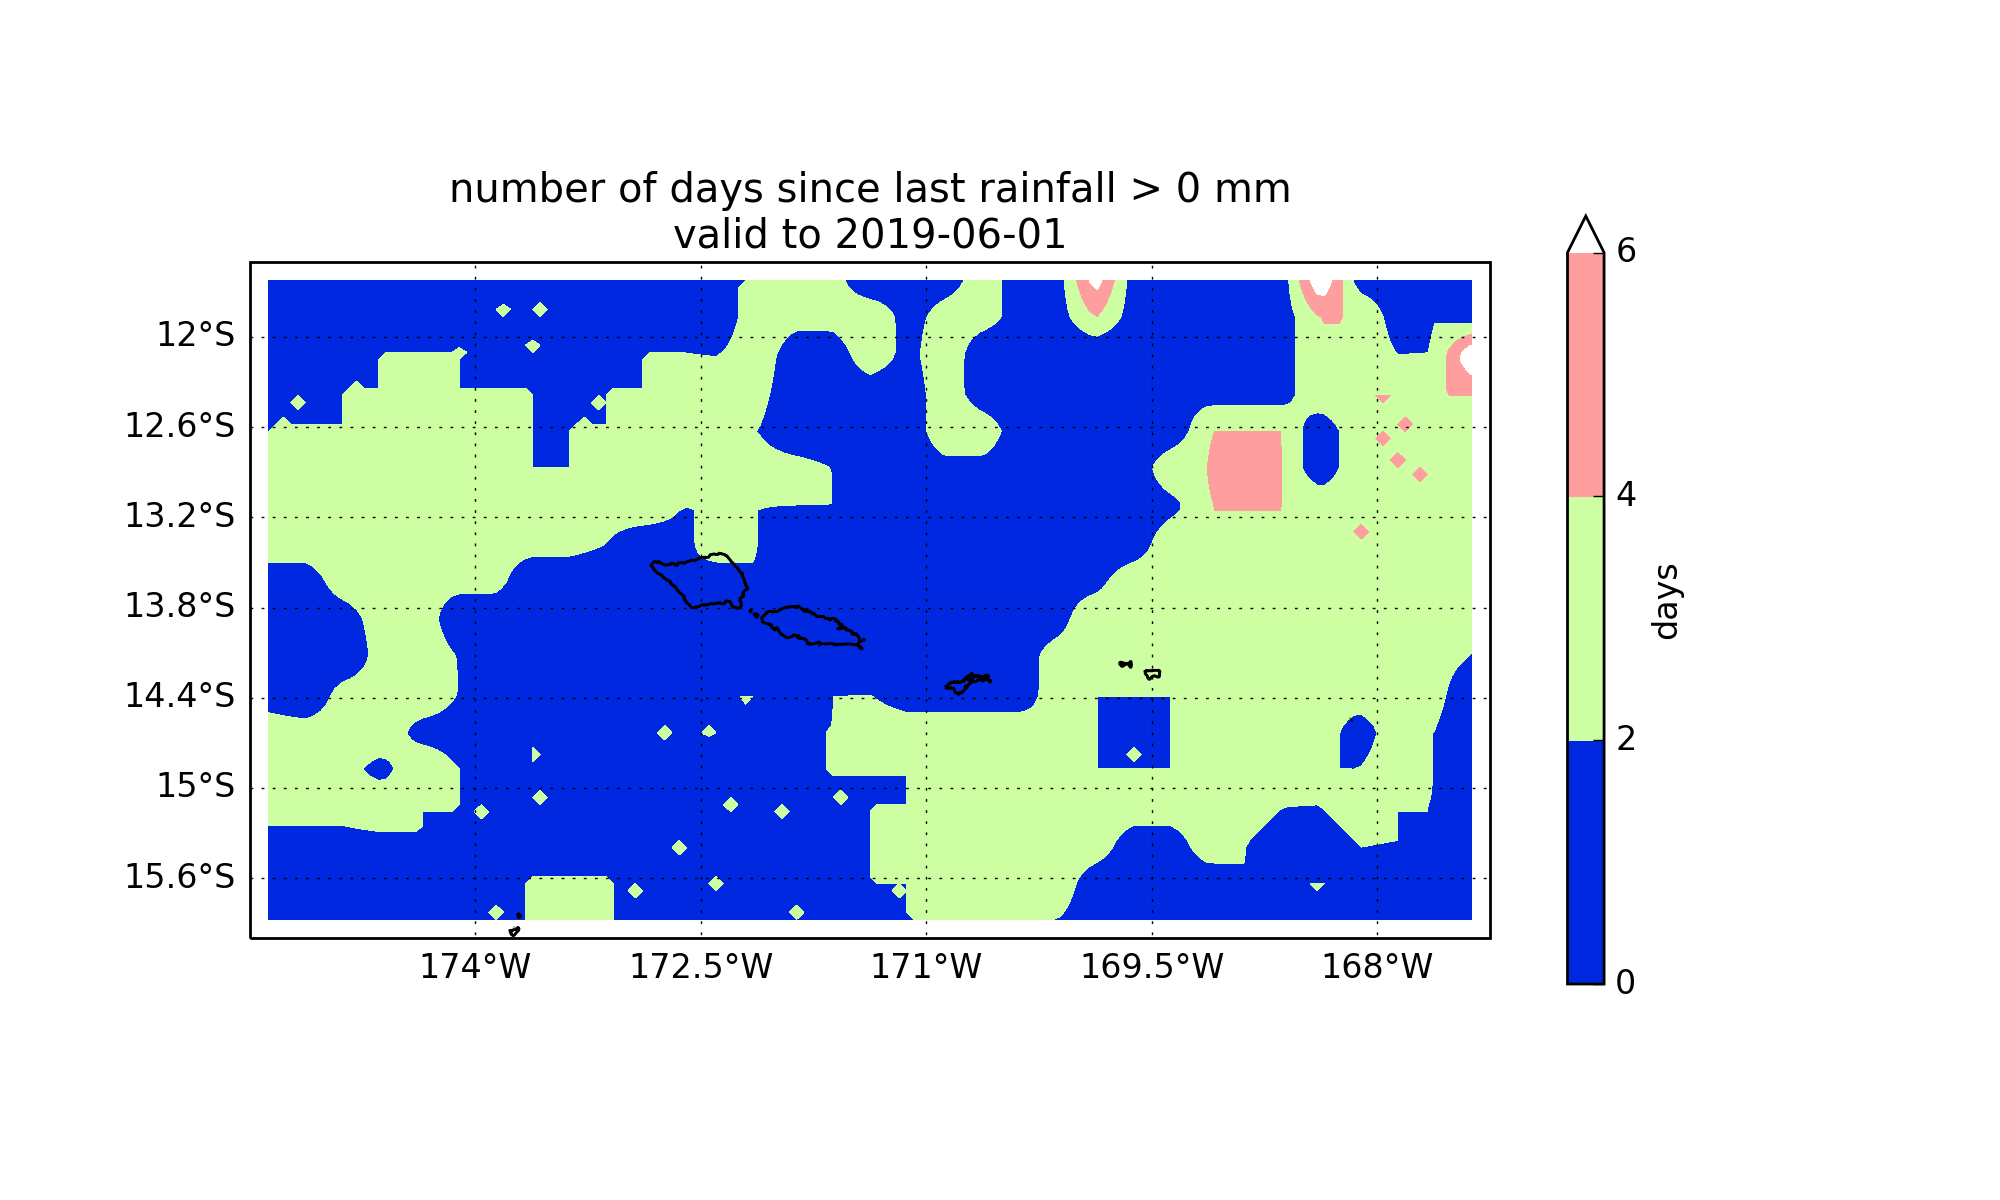 number of days since last rainfall > 0 mm
valid to 2019-06-01
12°S
12.6°S
13.2°S
13.8°S
14.4°S
15°S
15.6°S
174°W
172.5°W
171°W
169.5°W
168°W
6
4
2
0
days